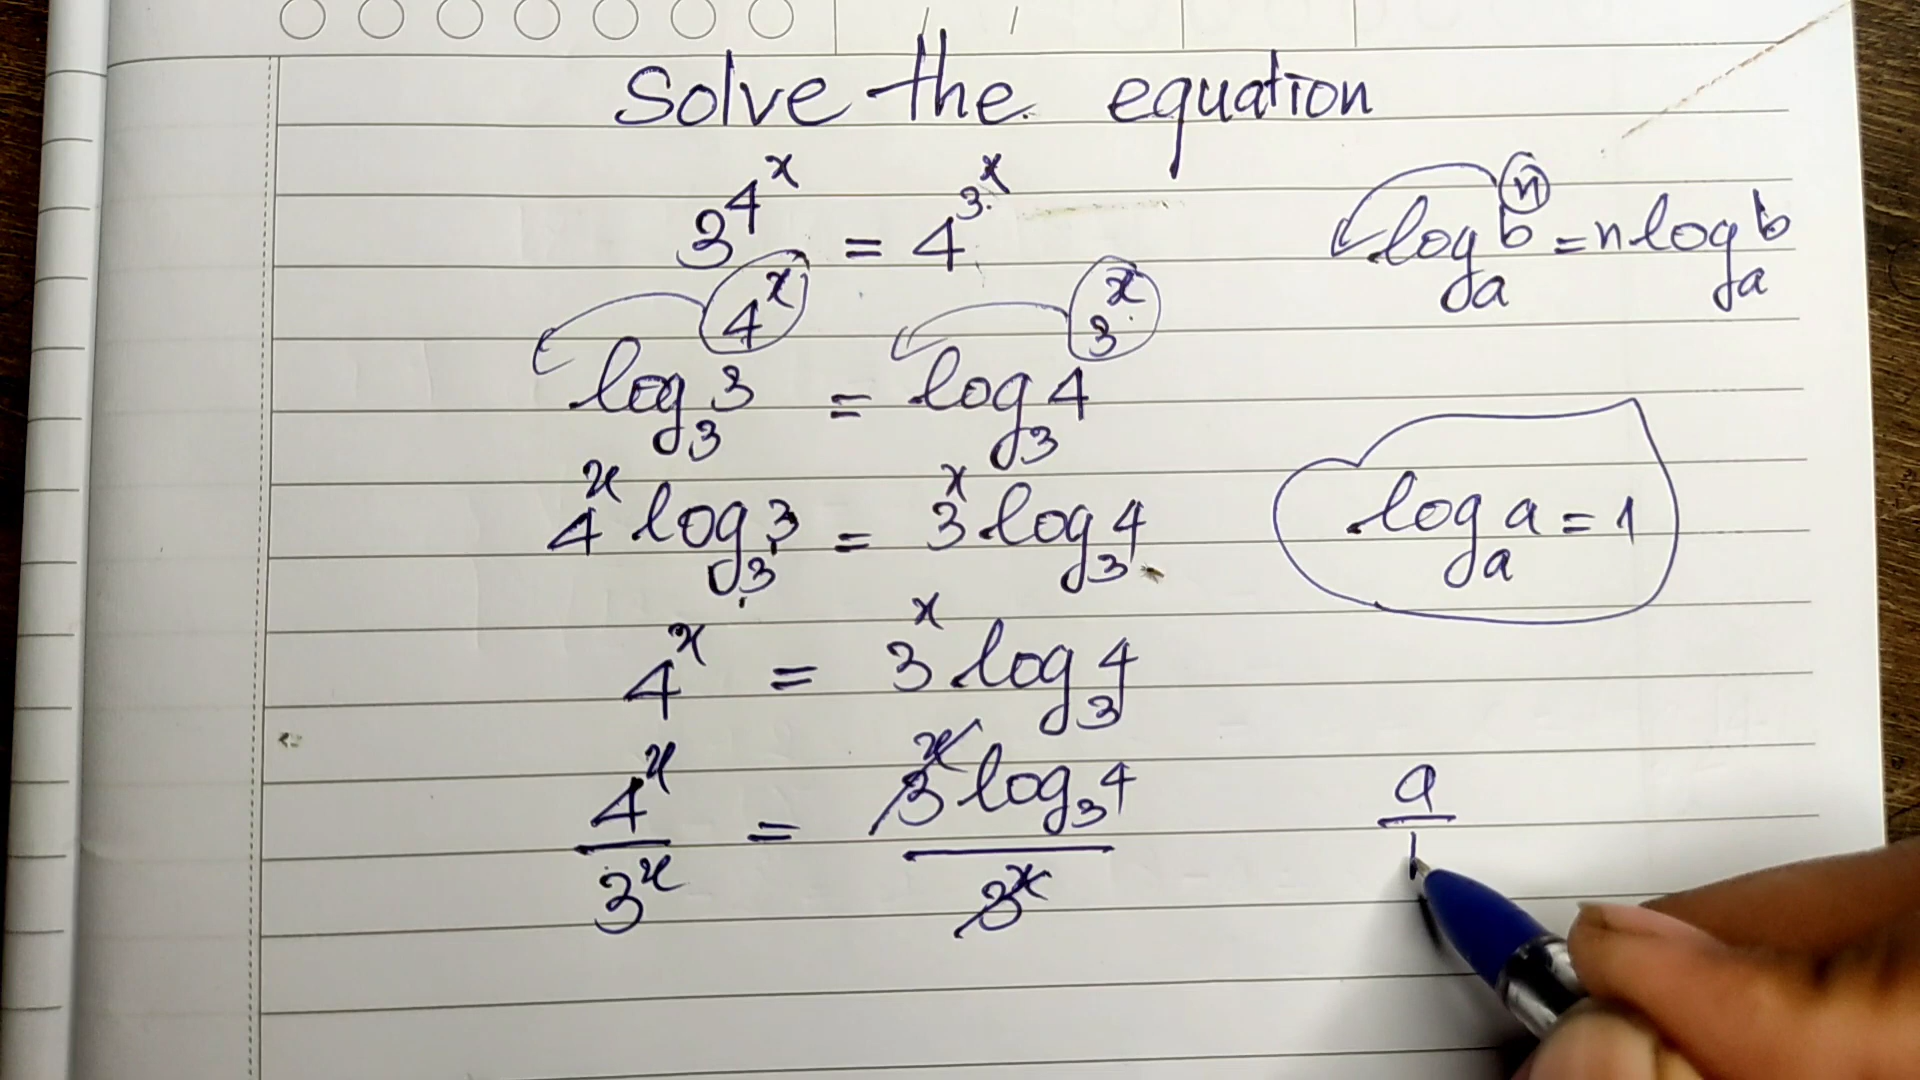 Solve the equation
3^4^x = 4^3^x
log_a b^n = n log_a b
log_3 3^4^x = log_3 4^3^x
4^x log_3 3 = 3^x log_3 4
log_a a = 1
4^x = 3^x log_3 4
4^x / 3^x = 3^x log_3 4 / 3^x
a